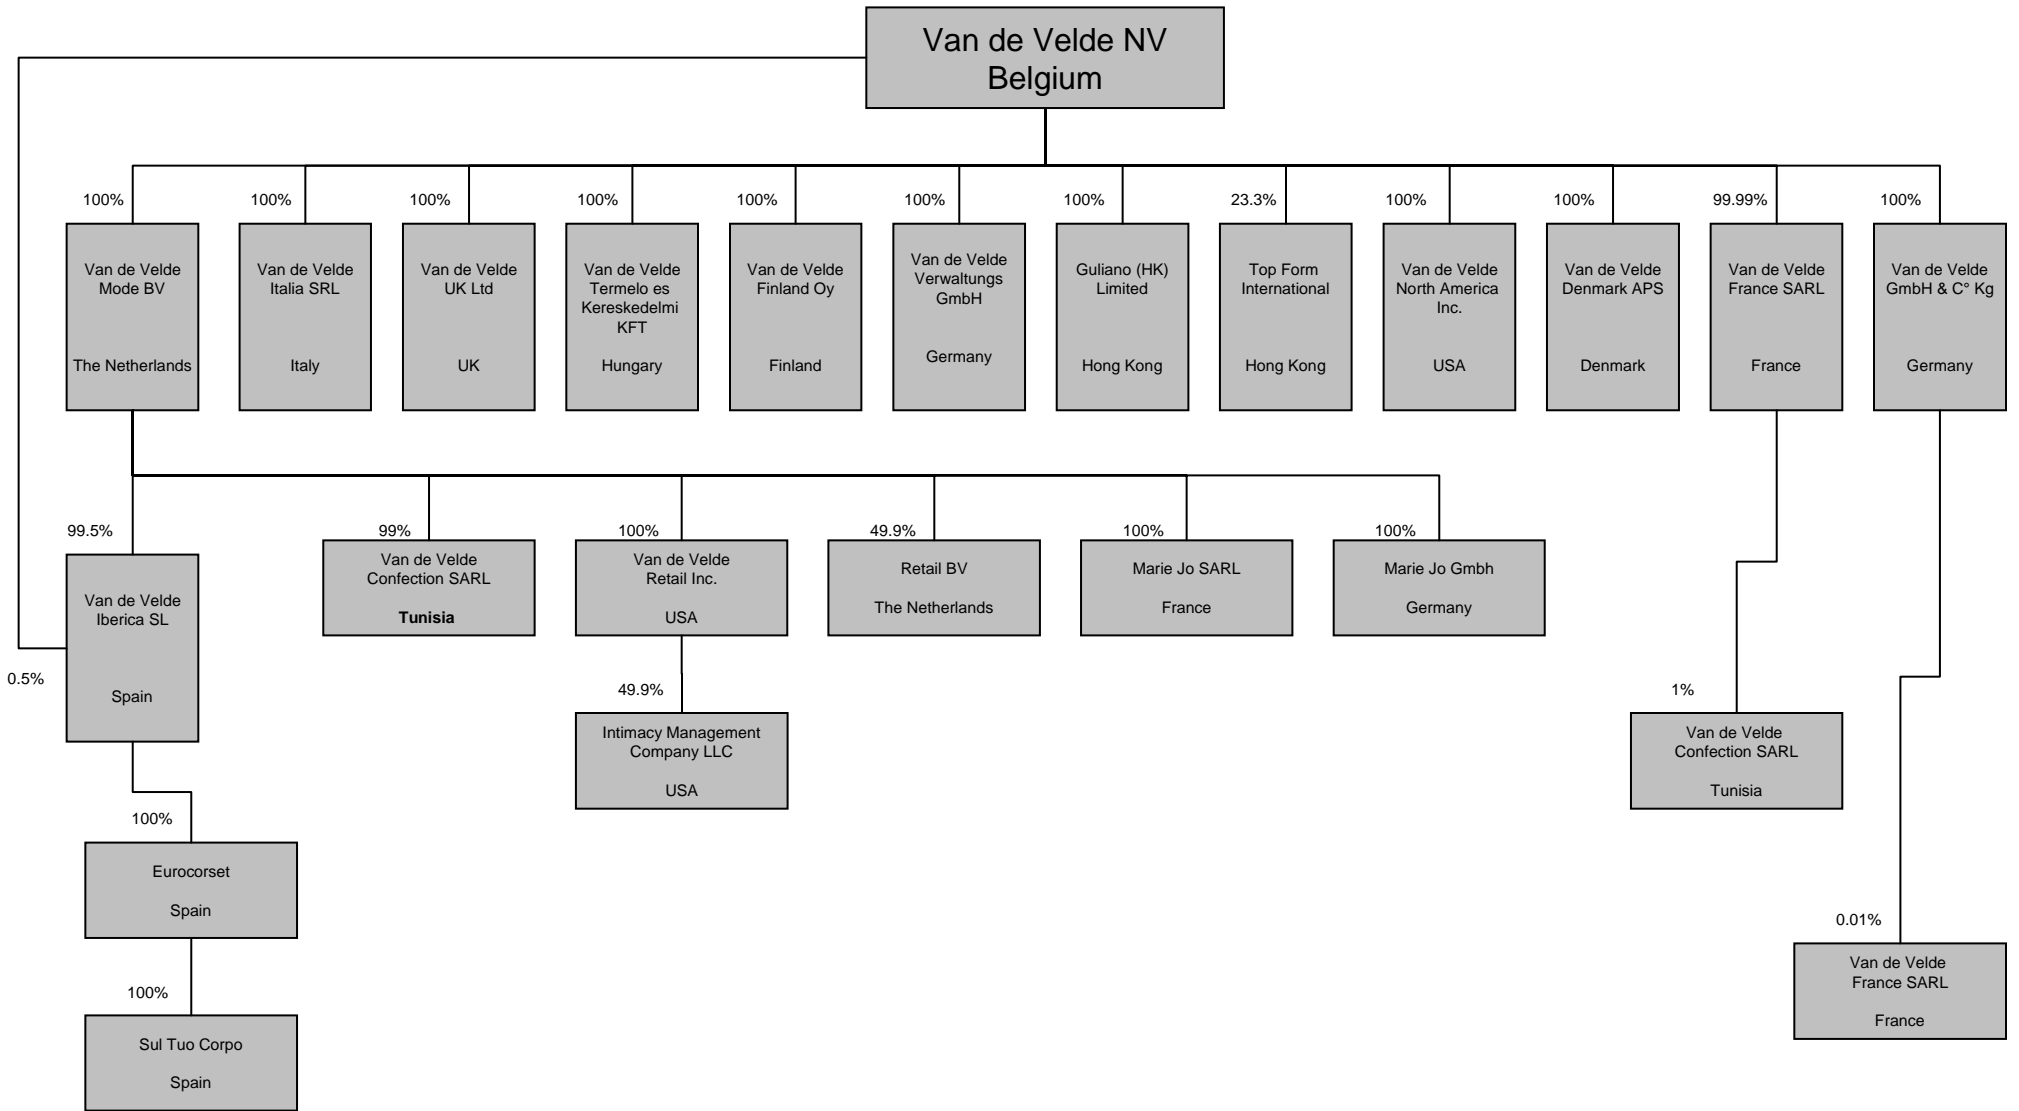 Van de Velde NV
Belgium
100%
100%
100%
100%
100%
100%
100%
23.3%
100%
100%
99.99%
100%
Van de Velde
Mode BV
The Netherlands
Van de Velde
Italia SRL
Italy
Van de Velde
UK Ltd
UK
Van de Velde
Termelo es
Kereskedelmi
KFT
Hungary
Van de Velde
Finland Oy
Finland
Van de Velde
Verwaltungs
GmbH
Germany
Guliano (HK)
Limited
Hong Kong
Top Form
International
Hong Kong
Van de Velde
North America
Inc.
USA
Van de Velde
Denmark APS
Denmark
Van de Velde
France SARL
France
Van de Velde
GmbH & C° Kg
Germany
99.5%
99%
100%
49.9%
100%
100%
Van de Velde
Iberica SL
Spain
0.5%
Van de Velde
Confection SARL
Tunisia
Van de Velde
Retail Inc.
USA
Retail BV
The Netherlands
Marie Jo SARL
France
Marie Jo Gmbh
Germany
49.9%
Intimacy Management
Company LLC
USA
1%
Van de Velde
Confection SARL
Tunisia
100%
Eurocorset
Spain
0.01%
Van de Velde
France SARL
France
100%
Sul Tuo Corpo
Spain